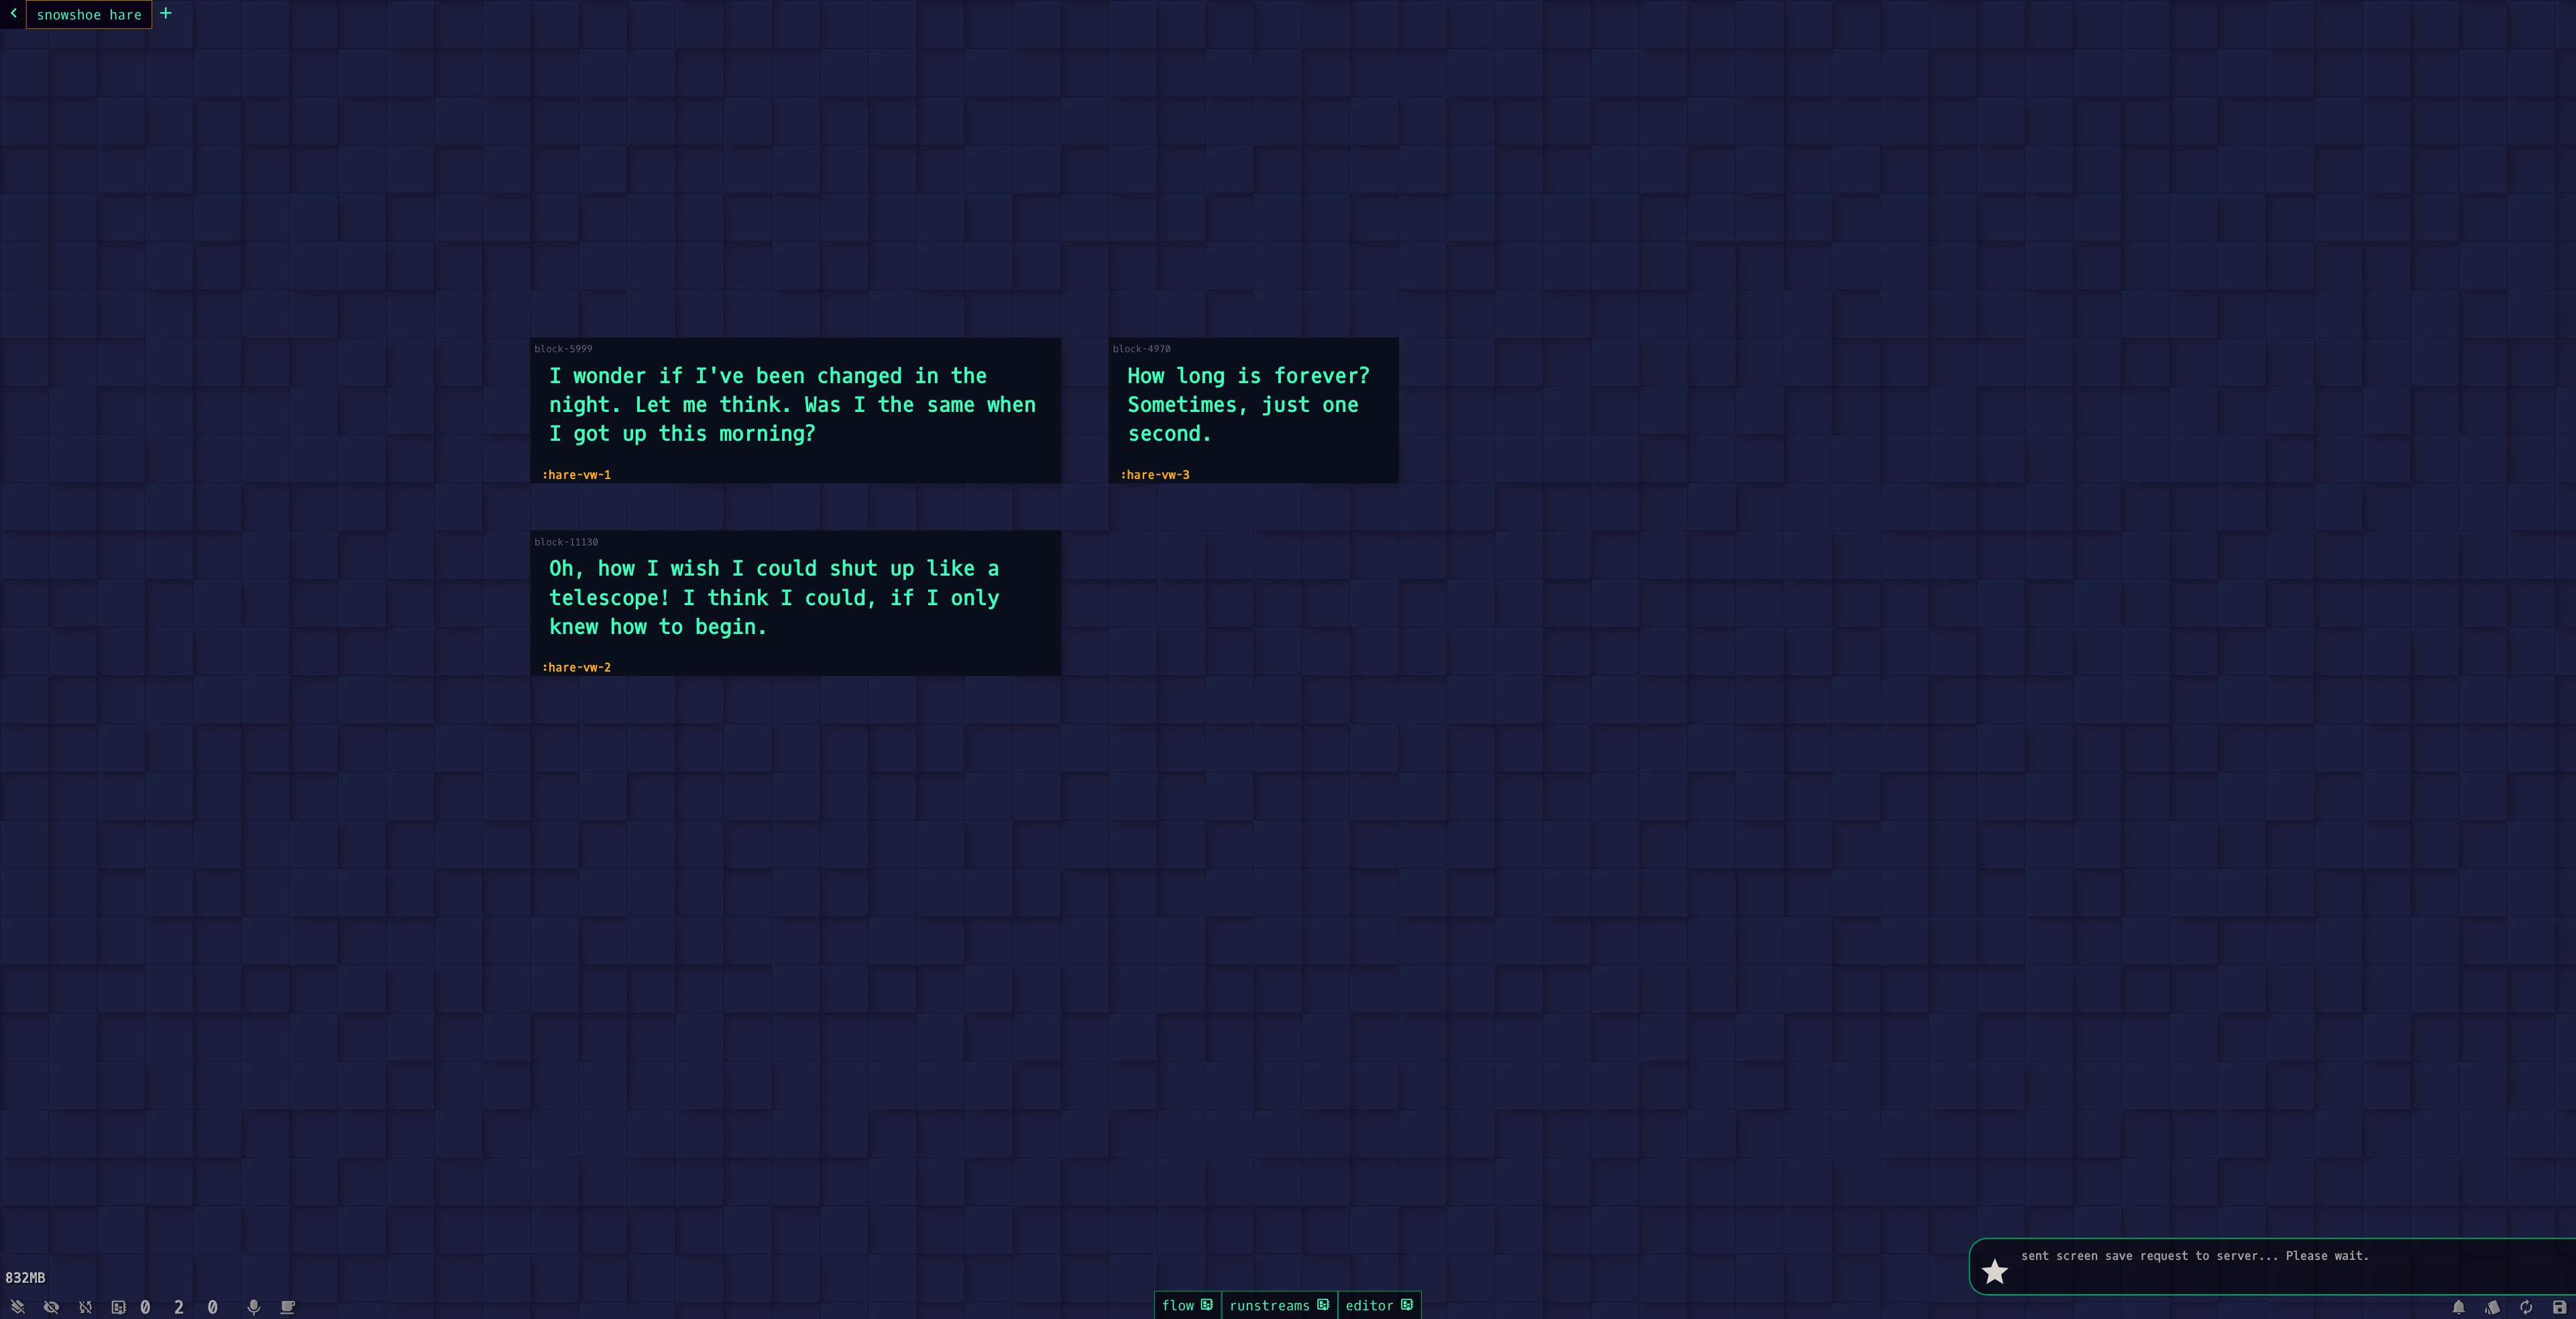 snowshoe hare
block-5999
I wonder if I've been changed in the
night. Let me think. Was I the same when
I got up this morning?
:hare-vw-1
block-4970
How long is forever?
Sometimes, just one
second.
:hare-vw-3
block-11130
Oh, how I wish I could shut up like a
telescope! I think I could, if I only
knew how to begin.
:hare-vw-2
sent screen save request to server... Please wait.
832MB
0 2 0
flow
runstreams
editor